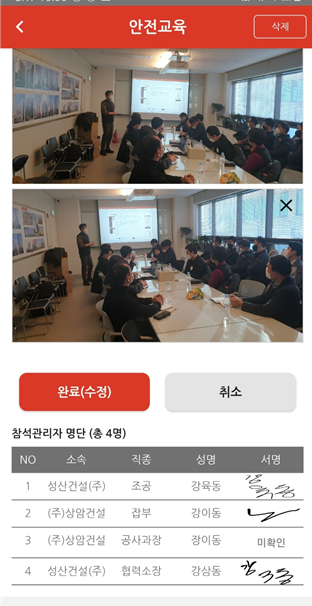 안전교육
삭제
완료(수정)
취소
참석관리자 명단 (총 4명)
NO 소속 직종 성명 서명
1 성산건설(주) 조공 강육동
2 (주)상암건설 잡부 강이동
3 (주)상암건설 공사과장 장이동 미확인
4 성산건설(주) 협력소장 강삼동